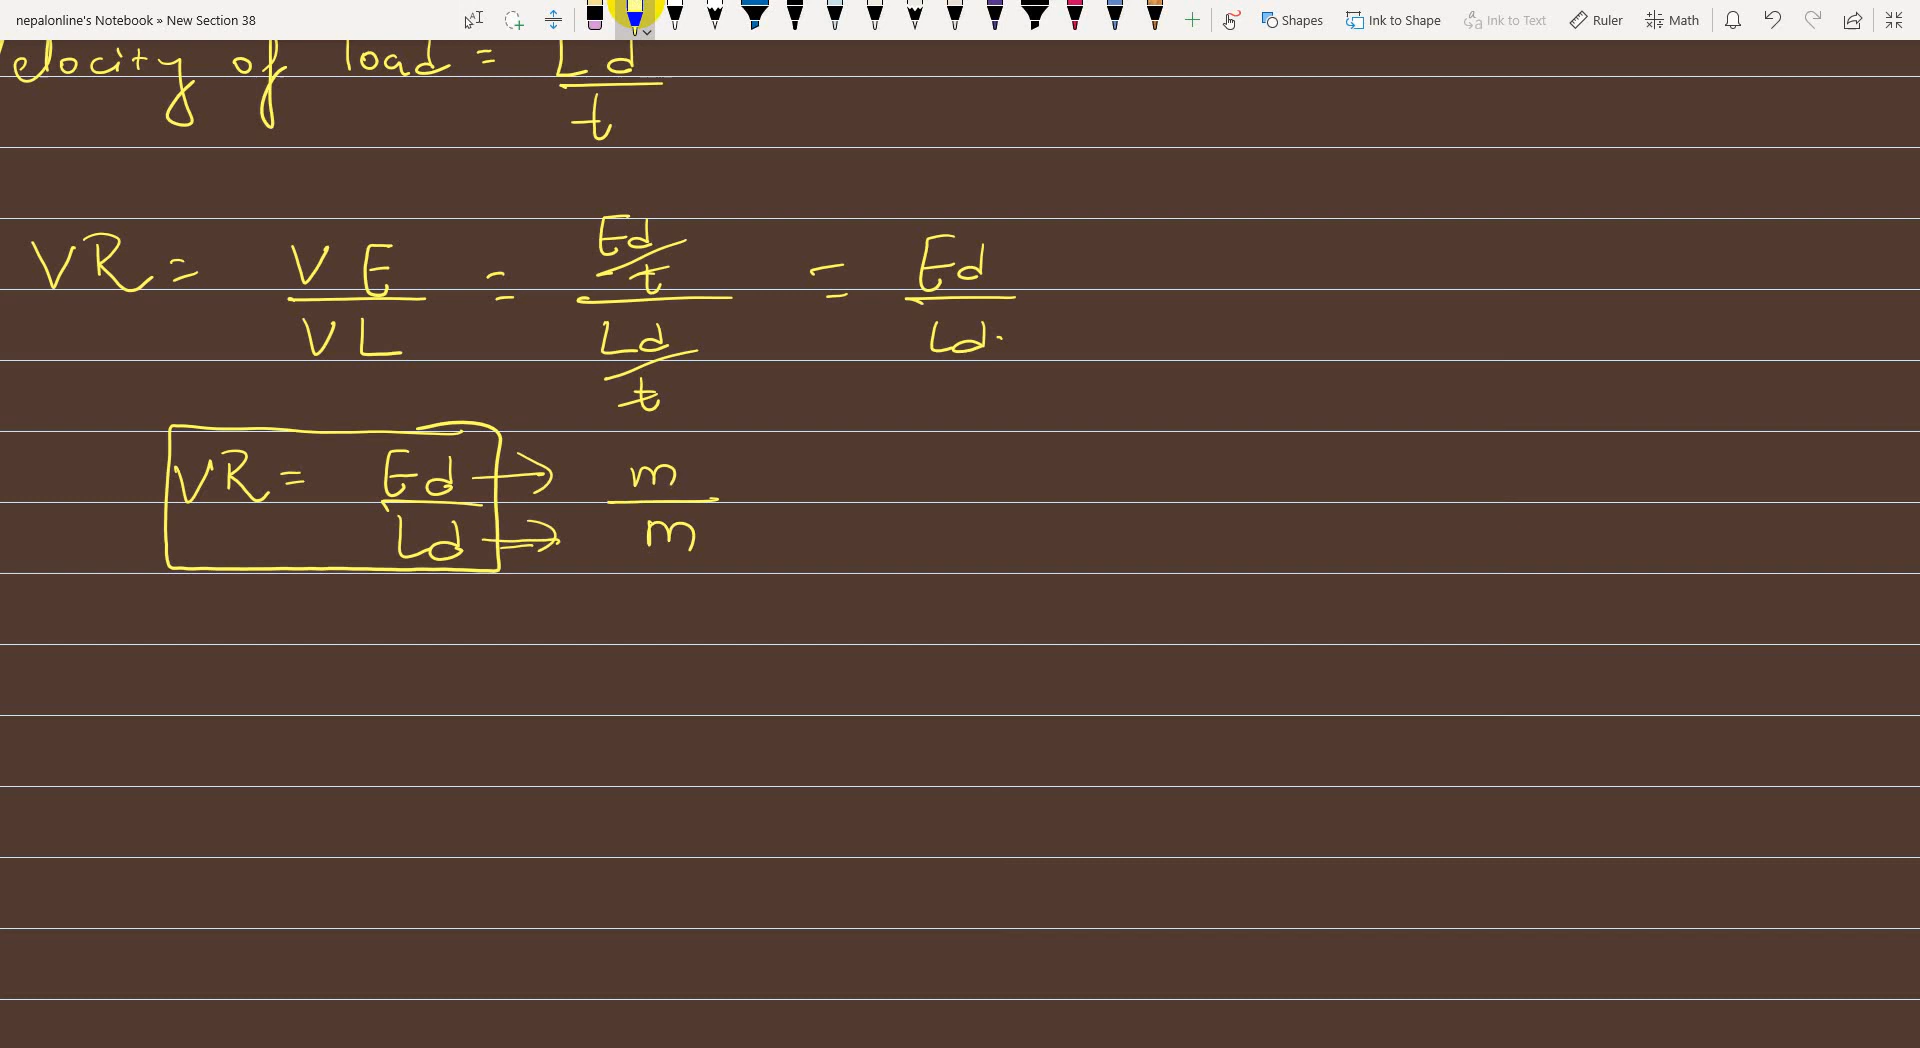 nepalonline's Notebook » New Section 38 Shapes Ink to Shape Ink to Text Ruler Math
elocity of load = Ld/t
VR = VE/VL = (Ed/t)/(Ld/t) = Ed/Ld.
VR = Ed/Ld → m/m